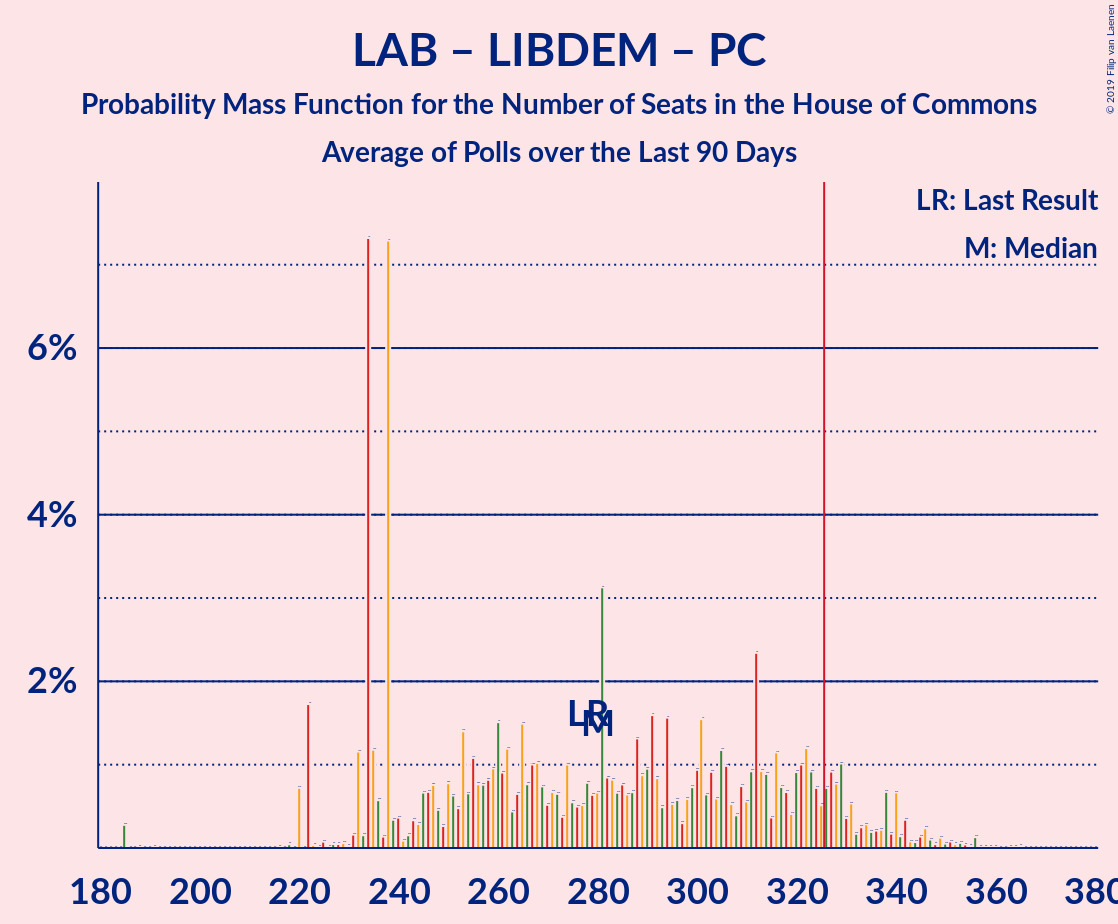 LAB – LIBDEM – PC
Probability Mass Function for the Number of Seats in the House of Commons
Average of Polls over the Last 90 Days
© 2019 Filip van Laenen
LR: Last Result
M: Median
6%
4%
2%
LR
M
180 200 220 240 260 280 300 320 340 360 380